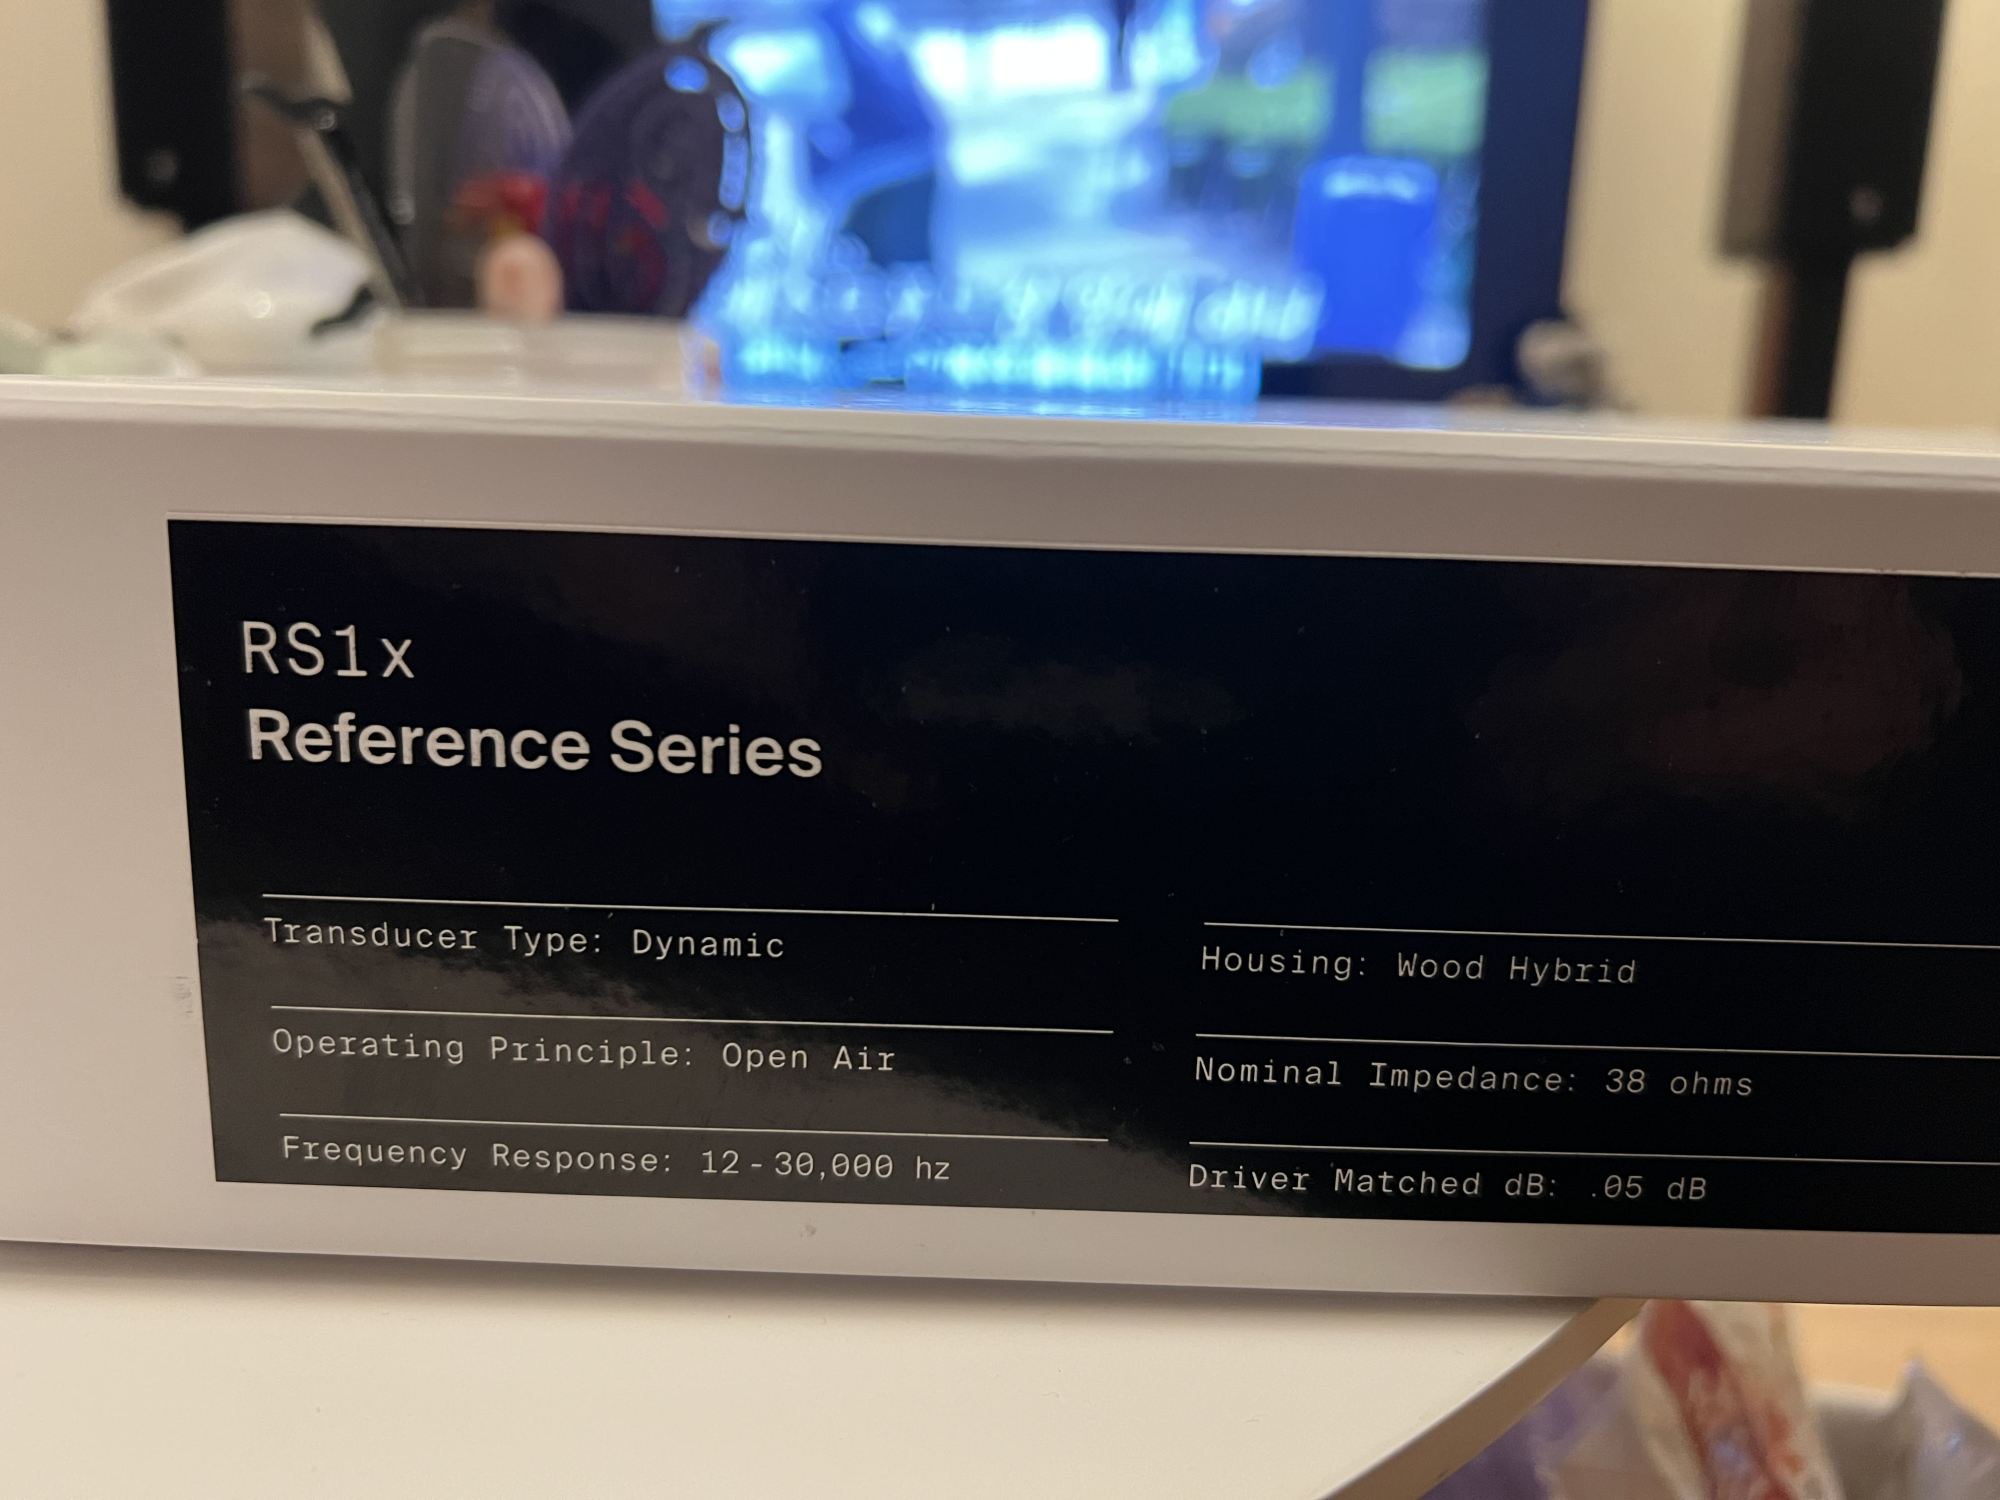 RS1x
Reference Series
Transducer Type: Dynamic
Operating Principle: Open Air
Frequency Response: 12-30,000 hz
Housing: Wood Hybrid
Nominal Impedance: 38 ohms
Driver Matched dB: .05 dB